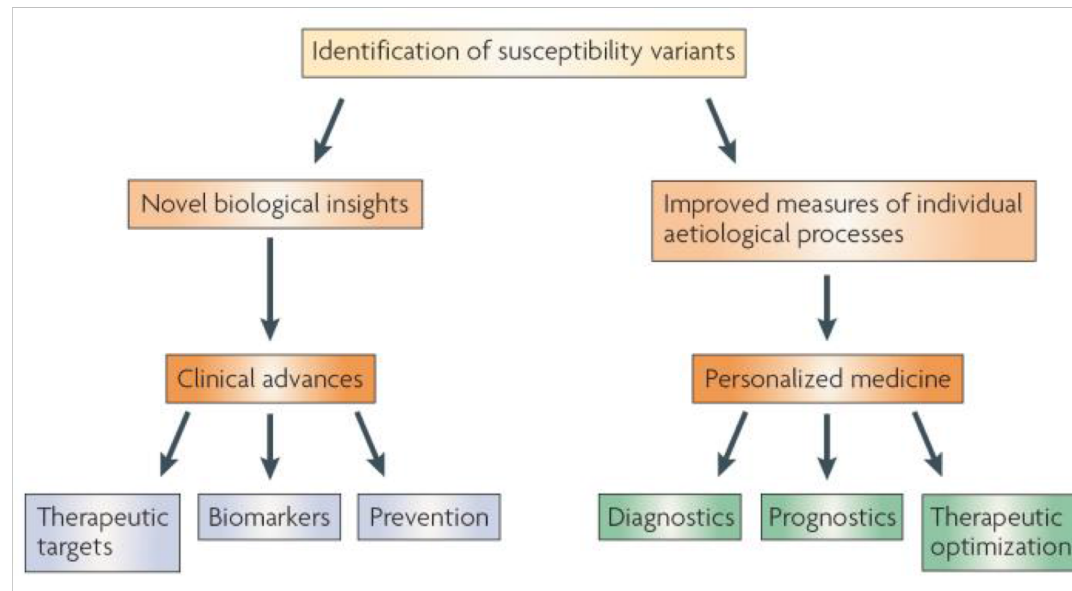 Identification of susceptibility variants
Novel biological insights
Improved measures of individual
aetiological processes
Clinical advances
Personalized medicine
Therapeutic
targets
Biomarkers
Prevention
Diagnostics
Prognostics
Therapeutic
optimization